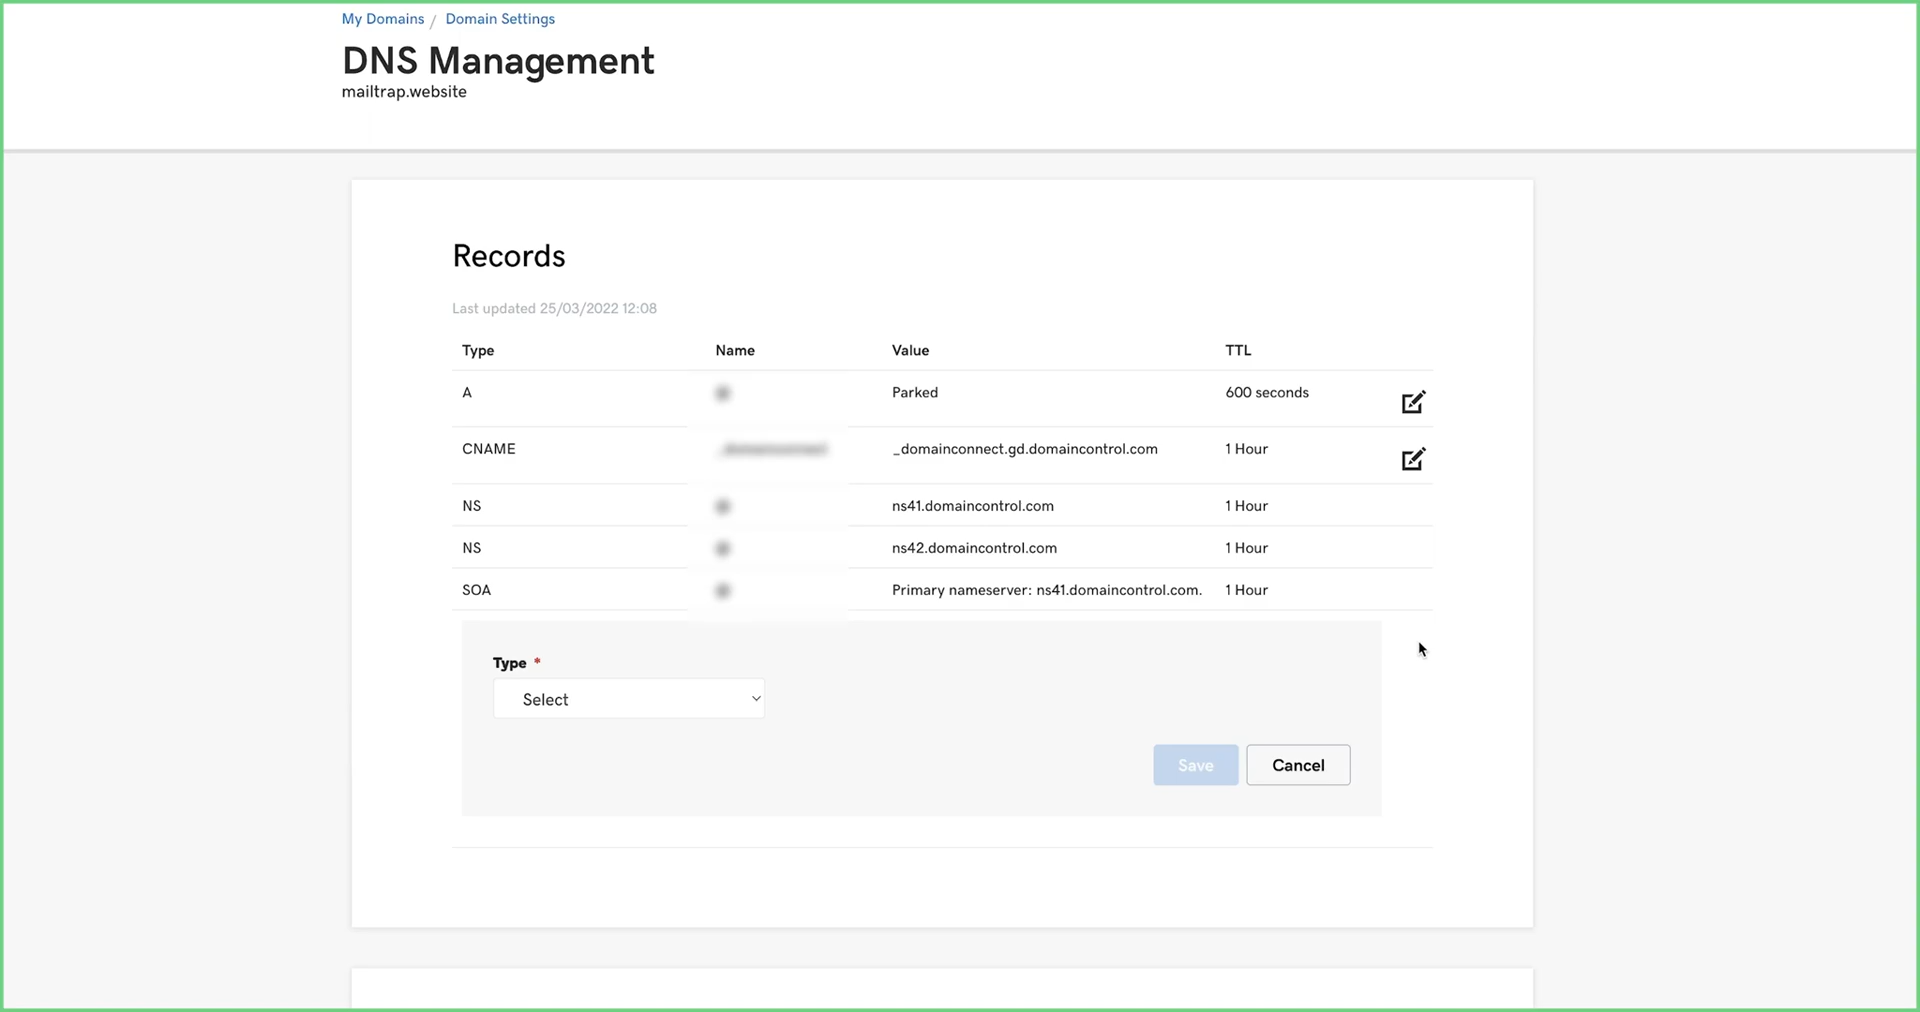 My Domains / Domain Settings
DNS Management
mailtrap.website
Records
Last updated 25/03/2022 12:08
Type Name Value TTL
A Parked 600 seconds
CNAME _domainconnect.gd.domaincontrol.com 1 Hour
NS ns41.domaincontrol.com 1 Hour
NS ns42.domaincontrol.com 1 Hour
SOA Primary nameserver: ns41.domaincontrol.com. 1 Hour
Type *
Select
Save Cancel